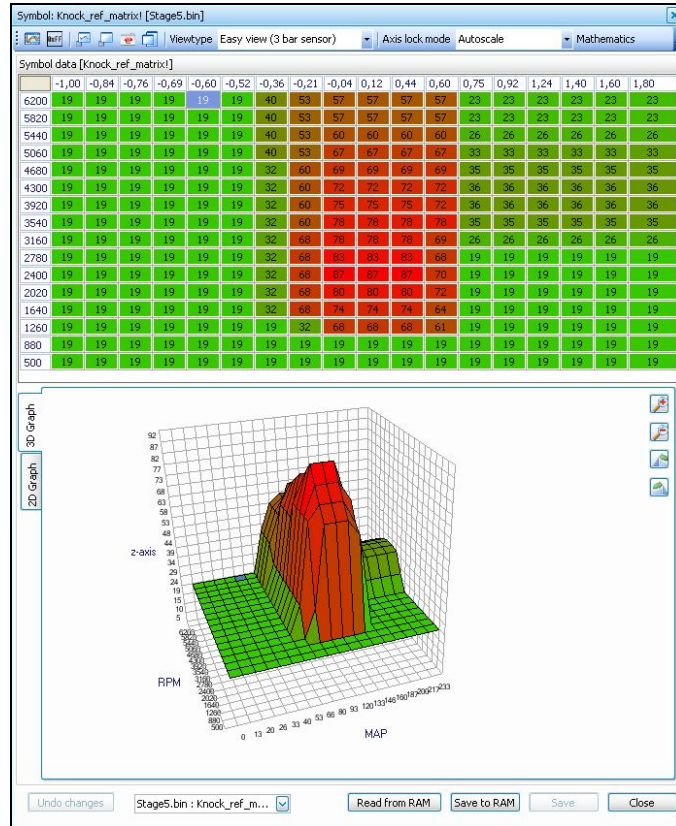 Symbol: Knock_ref_matrix! [Stage5.bin]
0xFF Viewtype Easy view (3 bar sensor) Axis lock mode Autoscale Mathematics
Symbol data [Knock_ref_matrix!]
-1,00 -0,84 -0,76 -0,69 -0,60 -0,52 -0,36 -0,21 -0,04 0,12 0,44 0,60 0,75 0,92 1,24 1,40 1,60 1,80
6200 19 19 19 19 19 19 40 53 57 57 57 57 23 23 23 23 23 23
5820 19 19 19 19 19 19 40 53 57 57 57 57 23 23 23 23 23 23
5440 19 19 19 19 19 19 40 53 60 60 60 60 26 26 26 26 26 26
5060 19 19 19 19 19 19 40 53 67 67 67 67 33 33 33 33 33 33
4680 19 19 19 19 19 19 32 60 69 69 69 69 35 35 35 35 35 35
4300 19 19 19 19 19 19 32 60 72 72 72 72 36 36 36 36 36 36
3920 19 19 19 19 19 19 32 60 75 75 75 72 36 36 36 36 36 36
3540 19 19 19 19 19 19 32 60 78 78 78 78 35 35 35 35 35 35
3160 19 19 19 19 19 19 32 68 78 78 78 69 26 26 26 26 26 26
2780 19 19 19 19 19 19 32 68 83 83 83 68 19 19 19 19 19 19
2400 19 19 19 19 19 19 32 68 87 87 87 70 19 19 19 19 19 19
2020 19 19 19 19 19 19 32 68 80 80 80 72 19 19 19 19 19 19
1640 19 19 19 19 19 19 32 68 74 74 74 64 19 19 19 19 19 19
1260 19 19 19 19 19 19 19 32 68 68 68 61 19 19 19 19 19 19
880 19 19 19 19 19 19 19 19 19 19 19 19 19 19 19 19 19 19
500 19 19 19 19 19 19 19 19 19 19 19 19 19 19 19 19 19 19
3D Graph
2D Graph
92
87
82
77
73
68
63
58
53
48
44
39
34
29
24
19
15
10
5
z-axis
6200
5820
5440
5060
4680
4300
3920
3540
3160
2780
2400
2020
1640
1260
880
500
RPM
0 13 20 26 33 40 53 66 80 93 120 133 146 160 187 200 217 233
MAP
Undo changes Stage5.bin : Knock_ref_m... Read from RAM Save to RAM Save Close